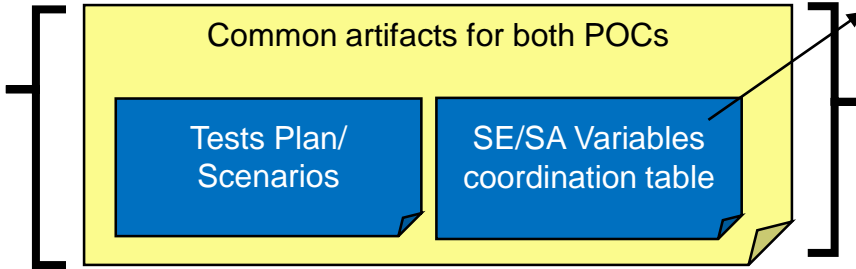 Common artifacts for both POCs
Tests Plan/
Scenarios
SE/SA Variables
coordination table